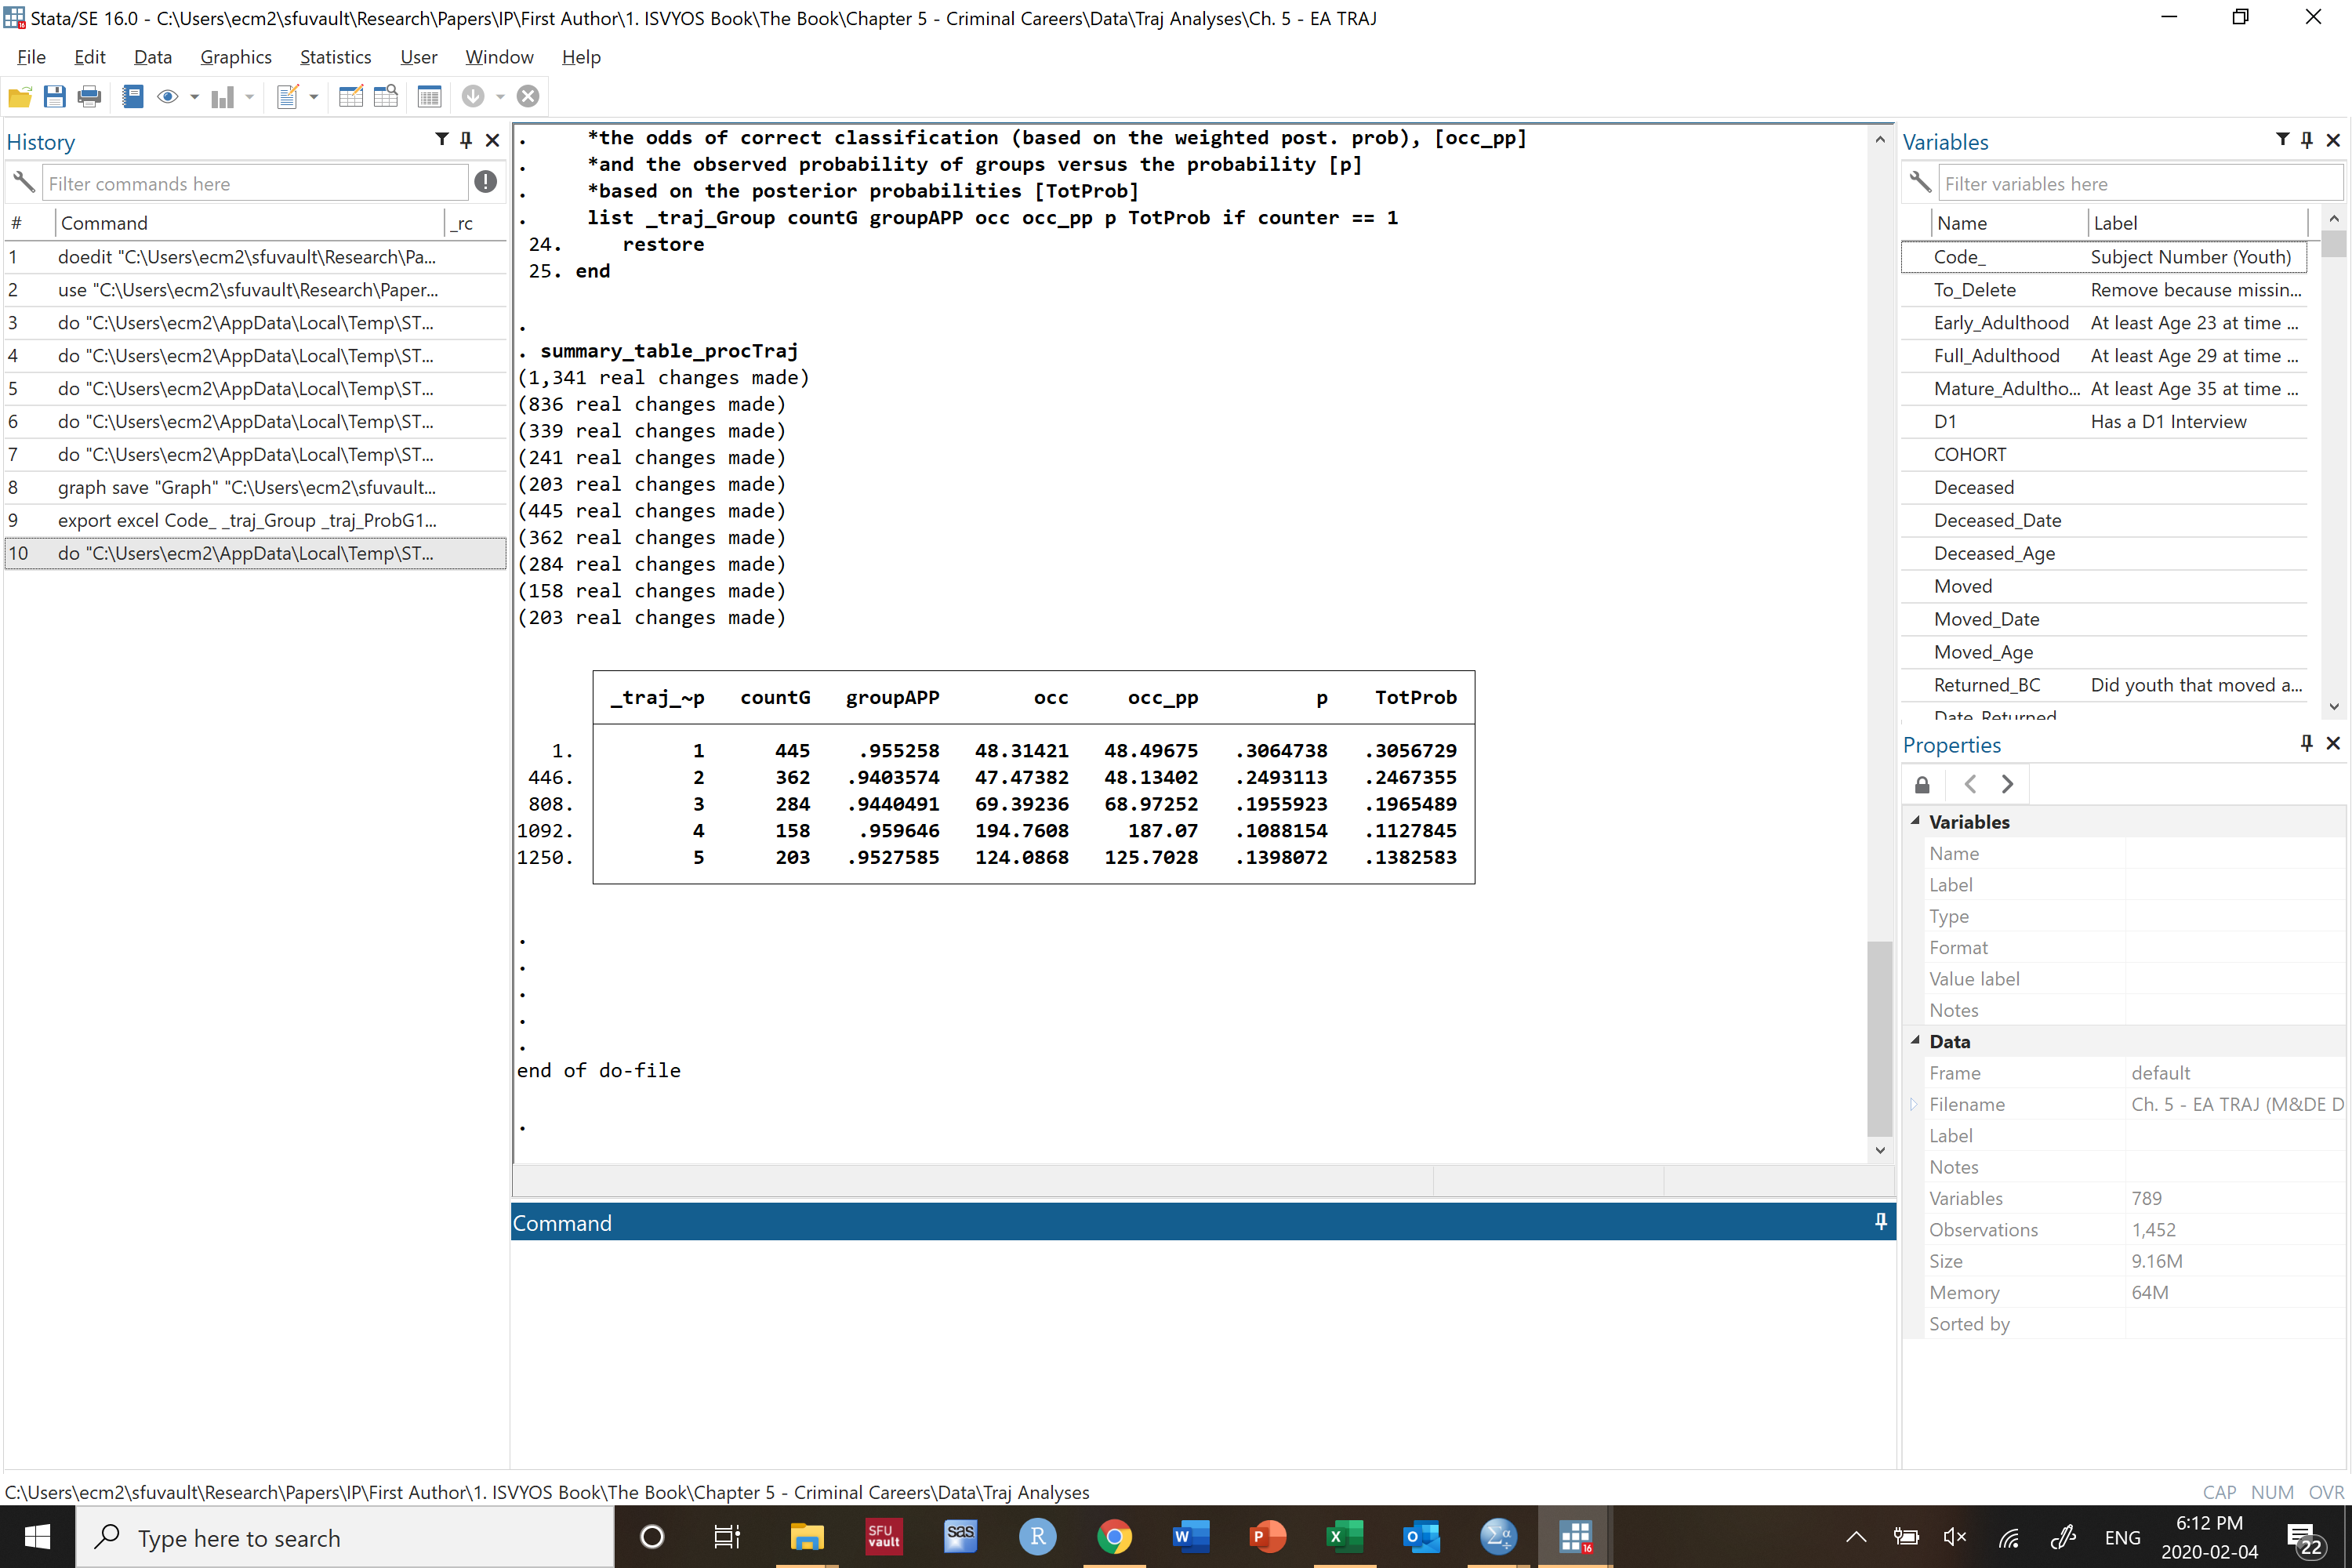 Stata/SE 16.0 - C:\Users\ecm2\sfuvault\Research\Papers\IP\First Author\1. ISVYOS Book\The Book\Chapter 5 - Criminal Careers\Data\Traj Analyses\Ch. 5 - EA TRAJ
File Edit Data Graphics Statistics User Window Help
History
Filter commands here
# Command _rc
1 doedit "C:\Users\ecm2\sfuvault\Research\Pa...
2 use "C:\Users\ecm2\sfuvault\Research\Paper...
3 do "C:\Users\ecm2\AppData\Local\Temp\ST...
4 do "C:\Users\ecm2\AppData\Local\Temp\ST...
5 do "C:\Users\ecm2\AppData\Local\Temp\ST...
6 do "C:\Users\ecm2\AppData\Local\Temp\ST...
7 do "C:\Users\ecm2\AppData\Local\Temp\ST...
8 graph save "Graph" "C:\Users\ecm2\sfuvault...
9 export excel Code_ _traj_Group _traj_ProbG1...
10 do "C:\Users\ecm2\AppData\Local\Temp\ST...
. *the odds of correct classification (based on the weighted post. prob), [occ_pp]
. *and the observed probability of groups versus the probability [p]
. *based on the posterior probabilities [TotProb]
. list _traj_Group countG groupAPP occ occ_pp p TotProb if counter == 1
24. restore
25. end
.
. summary_table_procTraj
(1,341 real changes made)
(836 real changes made)
(339 real changes made)
(241 real changes made)
(203 real changes made)
(445 real changes made)
(362 real changes made)
(284 real changes made)
(158 real changes made)
(203 real changes made)
_traj_~p countG groupAPP occ occ_pp p TotProb
1. 1 445 .955258 48.31421 48.49675 .3064738 .3056729
446. 2 362 .9403574 47.47382 48.13402 .2493113 .2467355
808. 3 284 .9440491 69.39236 68.97252 .1955923 .1965489
1092. 4 158 .959646 194.7608 187.07 .1088154 .1127845
1250. 5 203 .9527585 124.0868 125.7028 .1398072 .1382583
.
.
.
.
.
end of do-file
.
Command
Variables
Filter variables here
Name Label
Code_ Subject Number (Youth)
To_Delete Remove because missin...
Early_Adulthood At least Age 23 at time ...
Full_Adulthood At least Age 29 at time ...
Mature_Adultho... At least Age 35 at time ...
D1 Has a D1 Interview
COHORT
Deceased
Deceased_Date
Deceased_Age
Moved
Moved_Date
Moved_Age
Returned_BC Did youth that moved a...
Date_Returned
Properties
Variables
Name
Label
Type
Format
Value label
Notes
Data
Frame default
Filename Ch. 5 - EA TRAJ (M&DE D
Label
Notes
Variables 789
Observations 1,452
Size 9.16M
Memory 64M
Sorted by
C:\Users\ecm2\sfuvault\Research\Papers\IP\First Author\1. ISVYOS Book\The Book\Chapter 5 - Criminal Careers\Data\Traj Analyses
CAP NUM OVR
Type here to search
SFU vault
sas
R
W
P
X
O
16
ENG
6:12 PM
2020-02-04
22